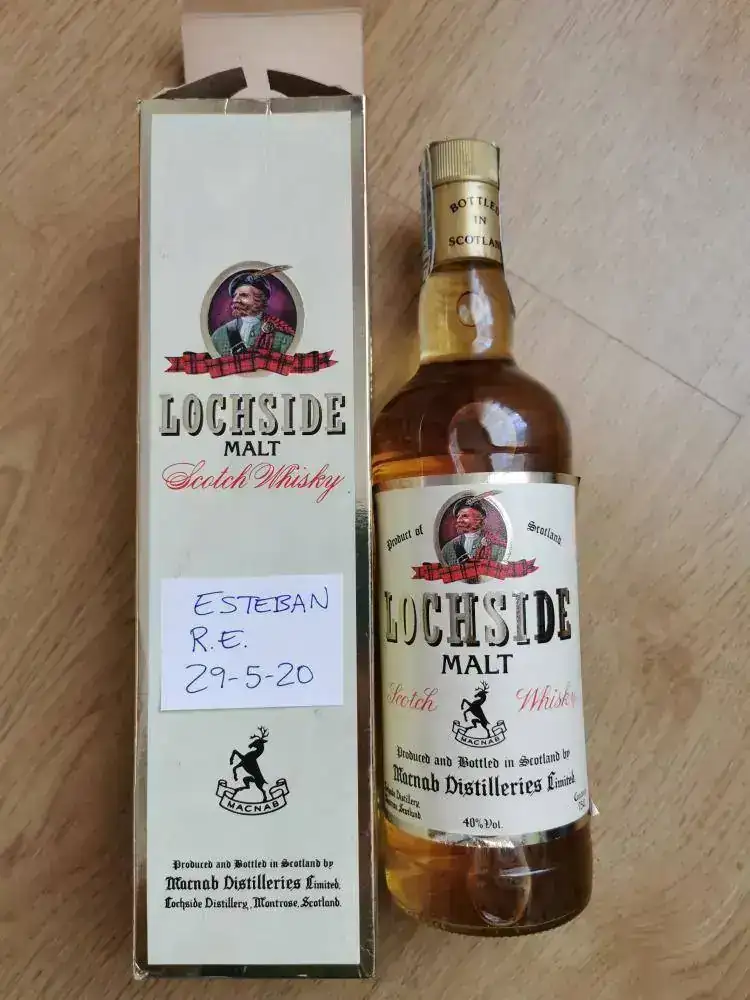 LOCHSIDE
MALT
Scotch Whisky
ESTEBAN
R.E.
29-5-20
MACNAB
Produced and Bottled in Scotland by
Macnab Distilleries Limited.
Lochside Distillery, Montrose, Scotland.
BOTTLED
IN
SCOTLAN
Product of Scotland
LOCHSIDE
MALT
Scotch Whisky
MACNAB
Produced and Bottled in Scotland by
Macnab Distilleries Limited.
Distillery,
Scotland
40% Vol.